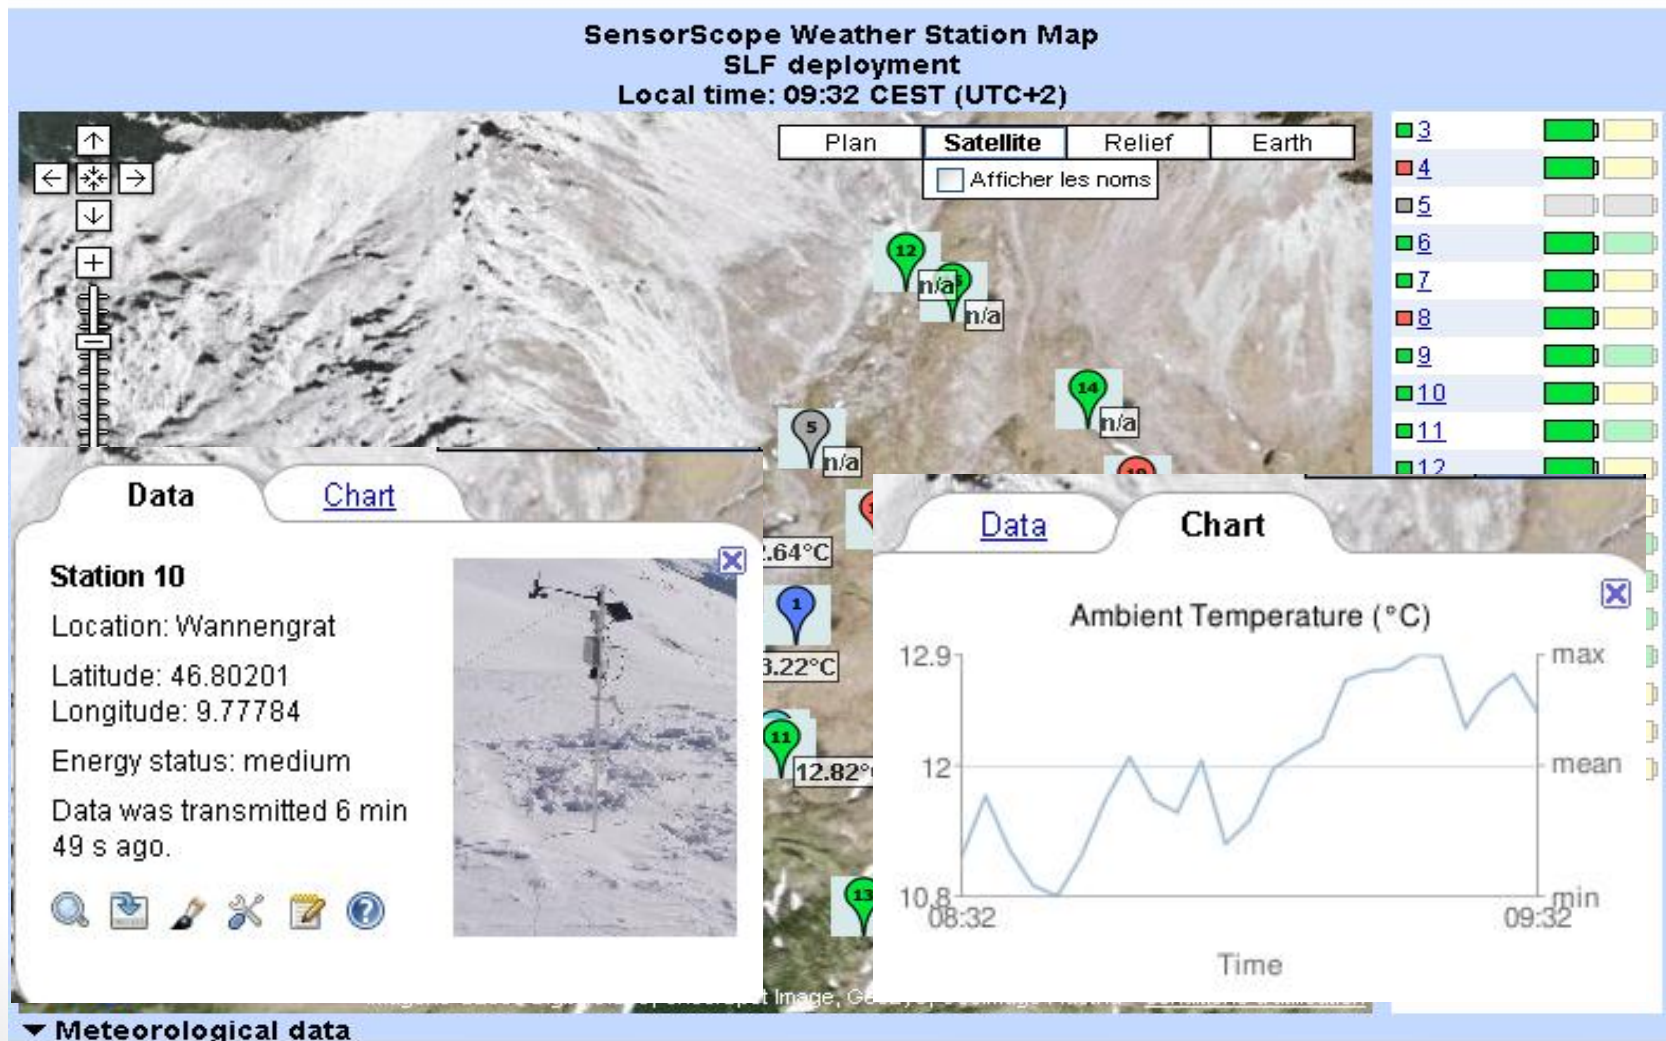 SensorScope Weather Station Map
SLF deployment
Local time: 09:32 CEST (UTC+2)
Plan
Satellite
Relief
Earth
Afficher les noms
12
n/a
n/a
14
n/a
5
n/a
.64°C
1
3.22°C
11
12.82°
13
3
4
5
6
7
8
9
10
11
12
Data
Chart
Station 10
Location: Wannengrat
Latitude: 46.80201
Longitude: 9.77784
Energy status: medium
Data was transmitted 6 min
49 s ago.
Data
Chart
Ambient Temperature (°C)
12.9
max
12
mean
10.8
min
08:32
09:32
Time
Image,
▼ Meteorological data